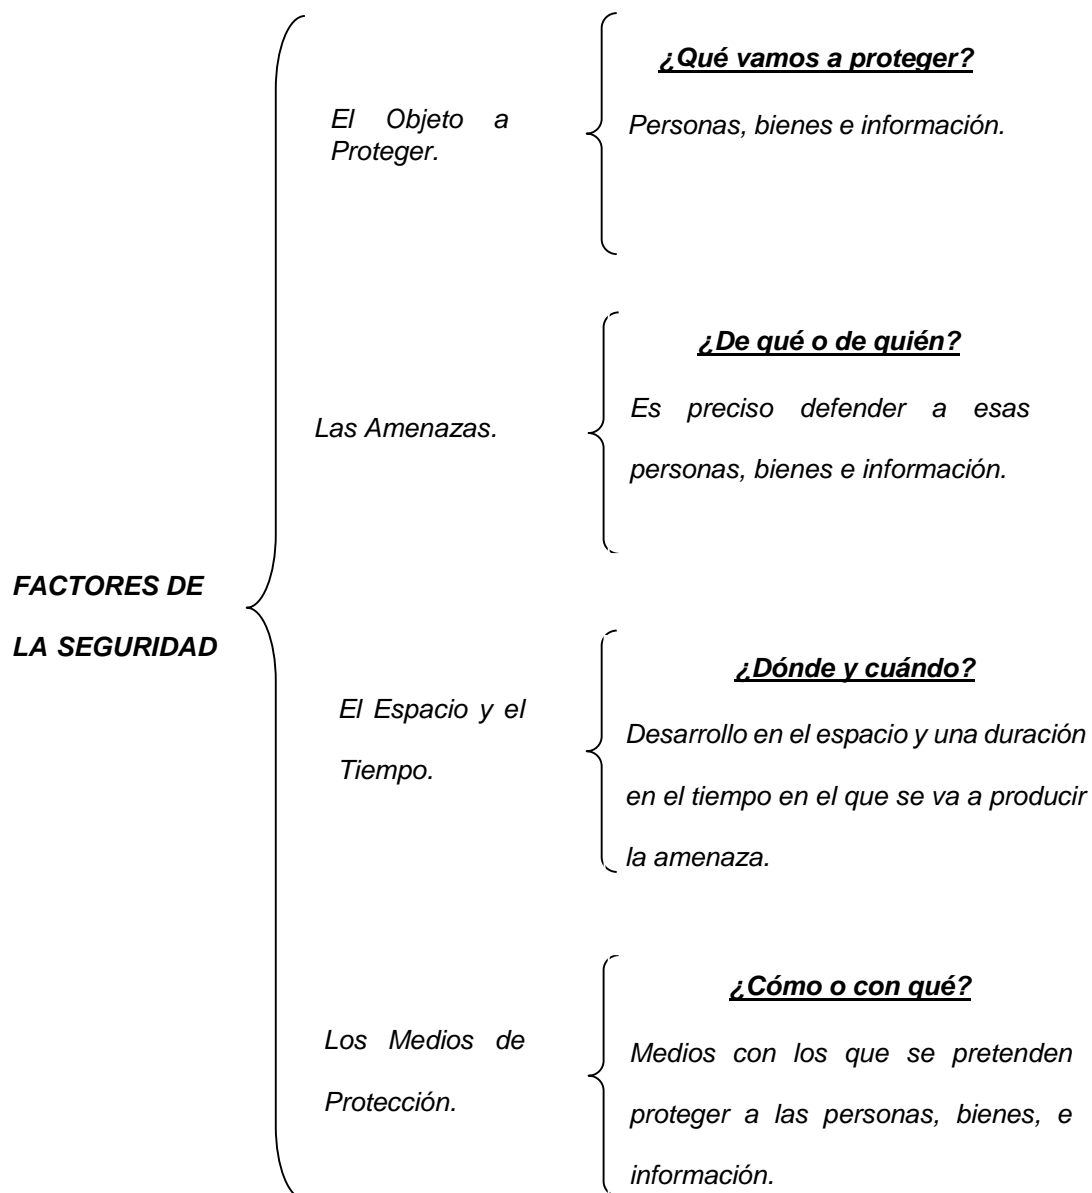 ¿Qué vamos a proteger?
El Objeto a
Proteger.
Personas, bienes e información.
¿De qué o de quién?
Las Amenazas.
Es preciso defender a esas
personas, bienes e información.
FACTORES DE
LA SEGURIDAD
¿Dónde y cuándo?
El Espacio y el
Tiempo.
Desarrollo en el espacio y una duración
en el tiempo en el que se va a producir
la amenaza.
¿Cómo o con qué?
Los Medios de
Protección.
Medios con los que se pretenden
proteger a las personas, bienes, e
información.